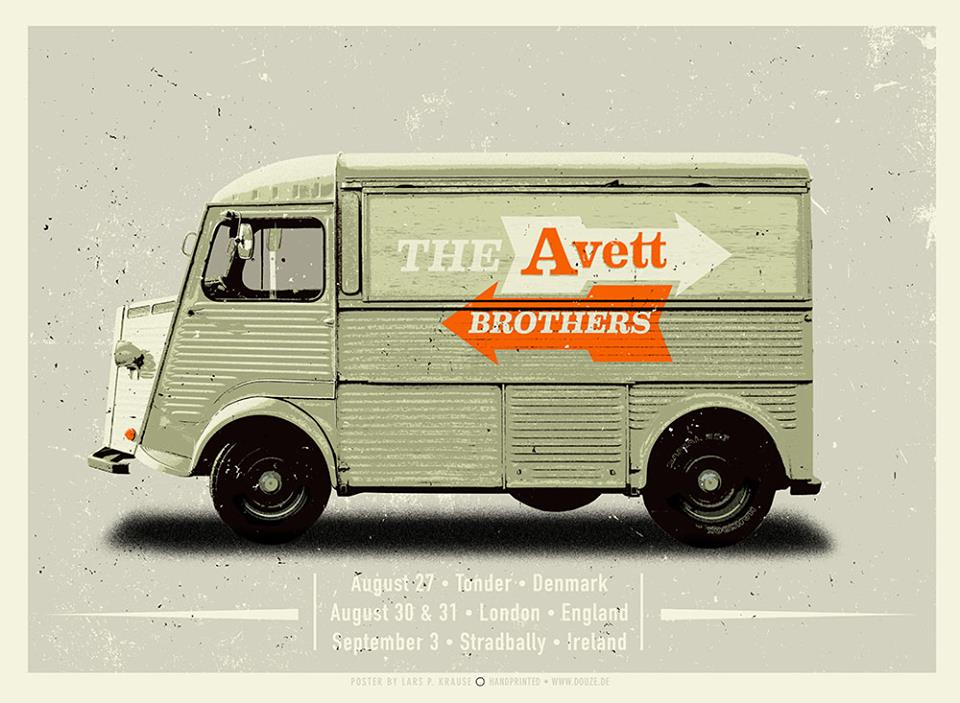 THE Avett
BROTHERS
August 27 • Tonder • Denmark
August 30 & 31 • London • England
September 3 • Stradbally • Ireland
POSTER BY LARS P. KRAUSE HANDPRINTED • WWW.DOUZE.DE